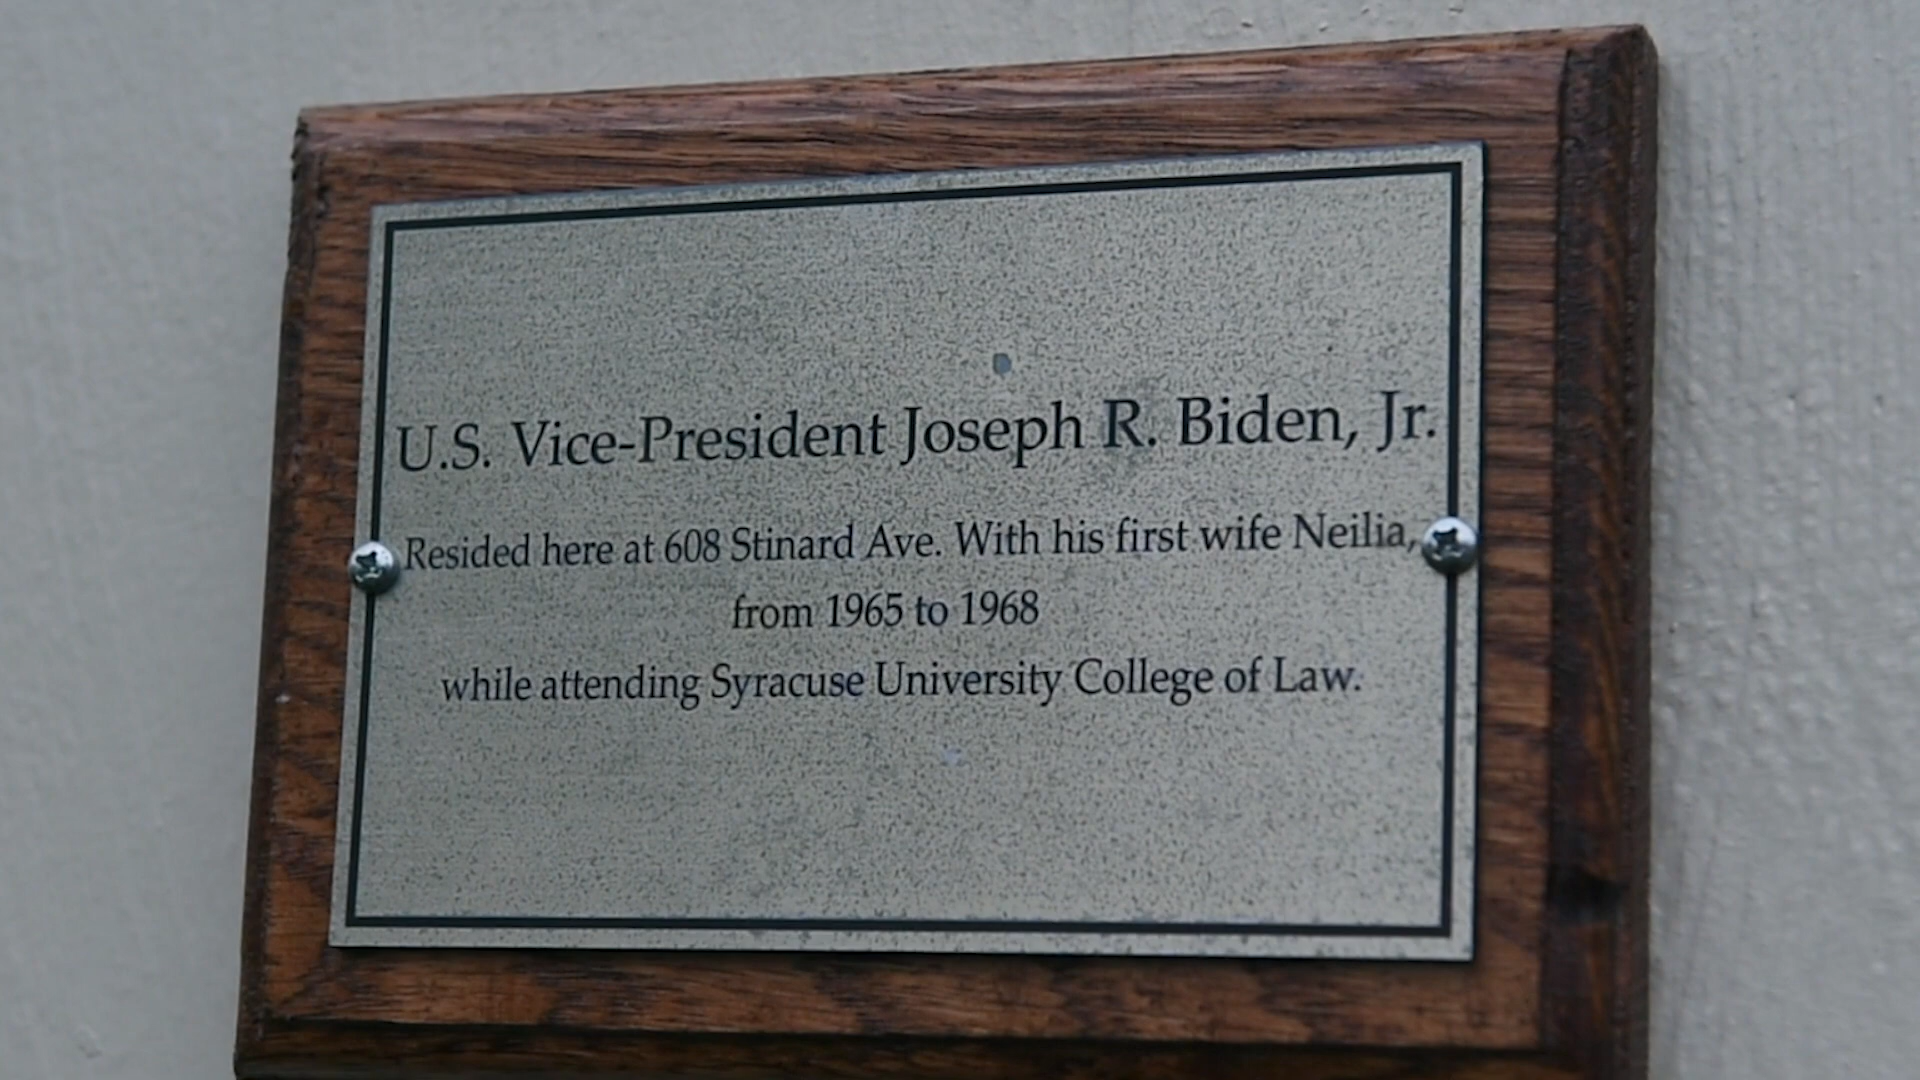 U.S. Vice-President Joseph R. Biden, Jr.
Resided here at 608 Stinard Ave. With his first wife Neilia,
from 1965 to 1968
while attending Syracuse University College of Law.